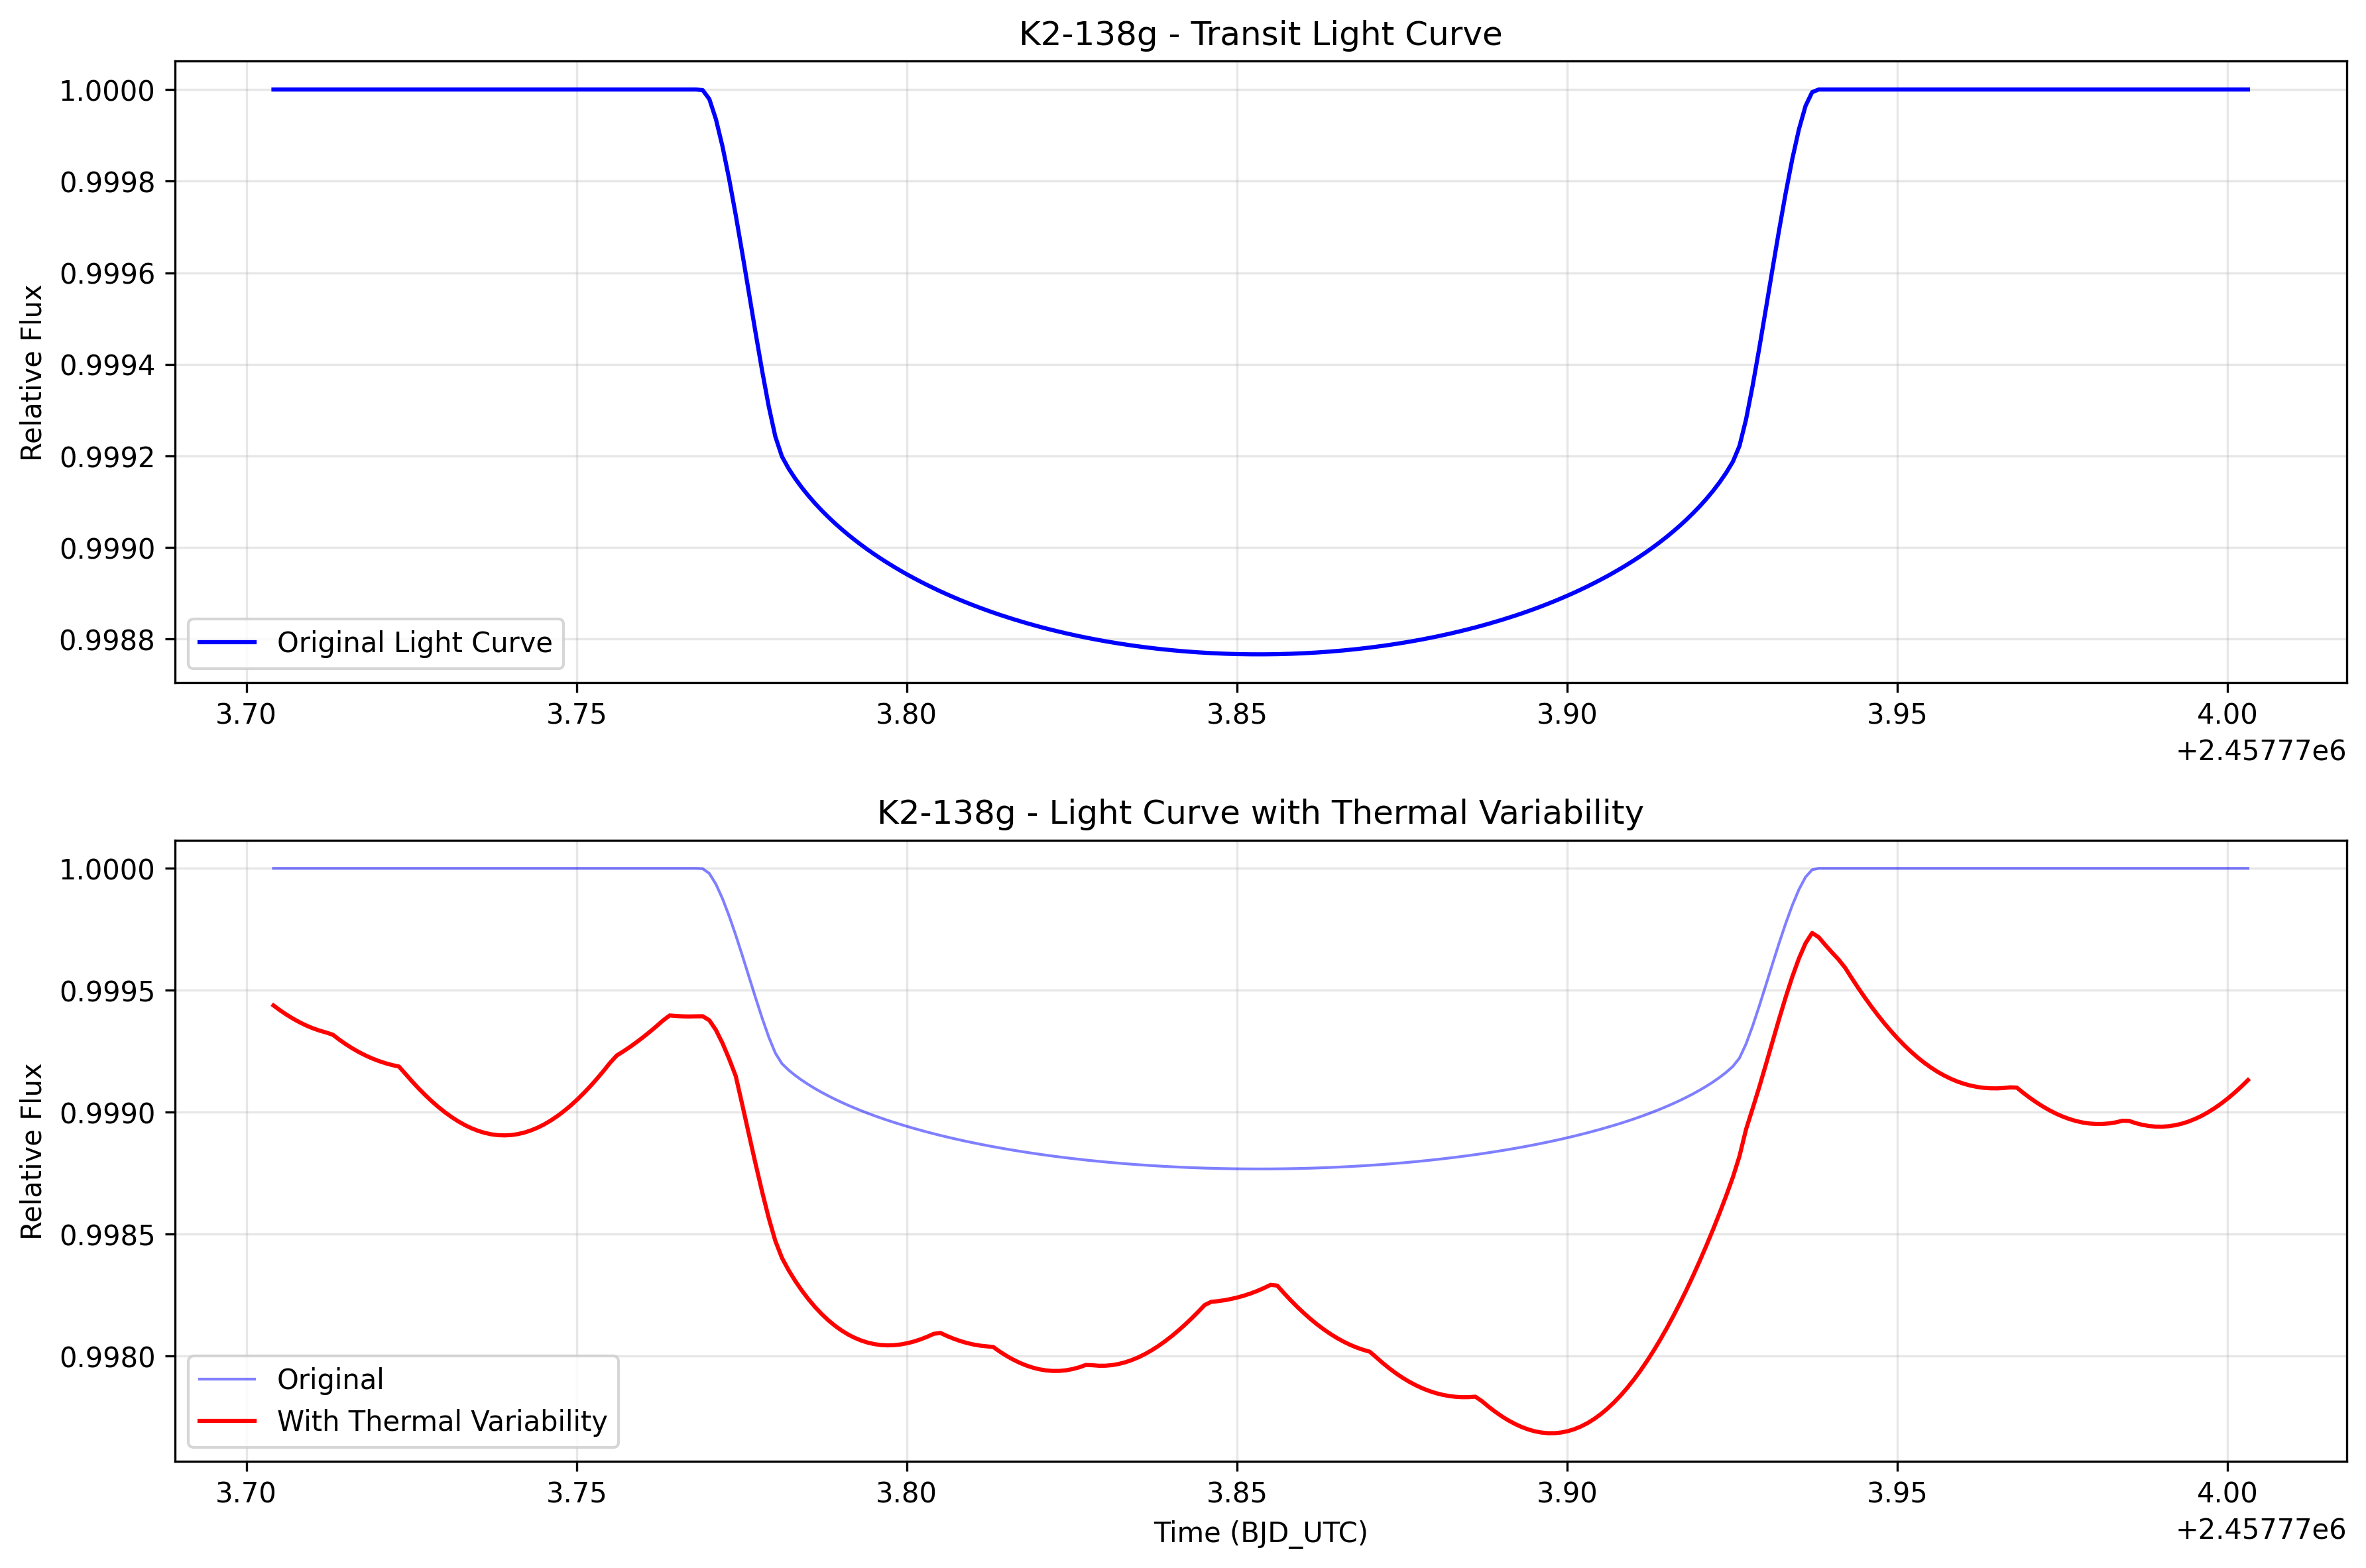 K2-138g - Transit Light Curve
Relative Flux
1.0000
0.9998
0.9996
0.9994
0.9992
0.9990
0.9988
Original Light Curve
3.70 3.75 3.80 3.85 3.90 3.95 4.00
+2.45777e6
K2-138g - Light Curve with Thermal Variability
Relative Flux
1.0000
0.9995
0.9990
0.9985
0.9980
Original
With Thermal Variability
3.70 3.75 3.80 3.85 3.90 3.95 4.00
Time (BJD_UTC)
+2.45777e6